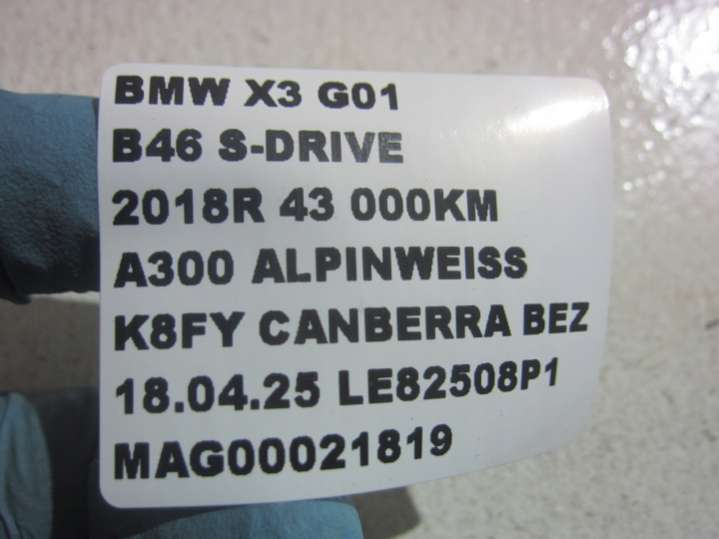 BMW X3 G01
B46 S-DRIVE
2018R 43 000KM
A300 ALPINWEISS
K8FY CANBERRA BEZ
18.04.25 LE82508P1
MAG00021819